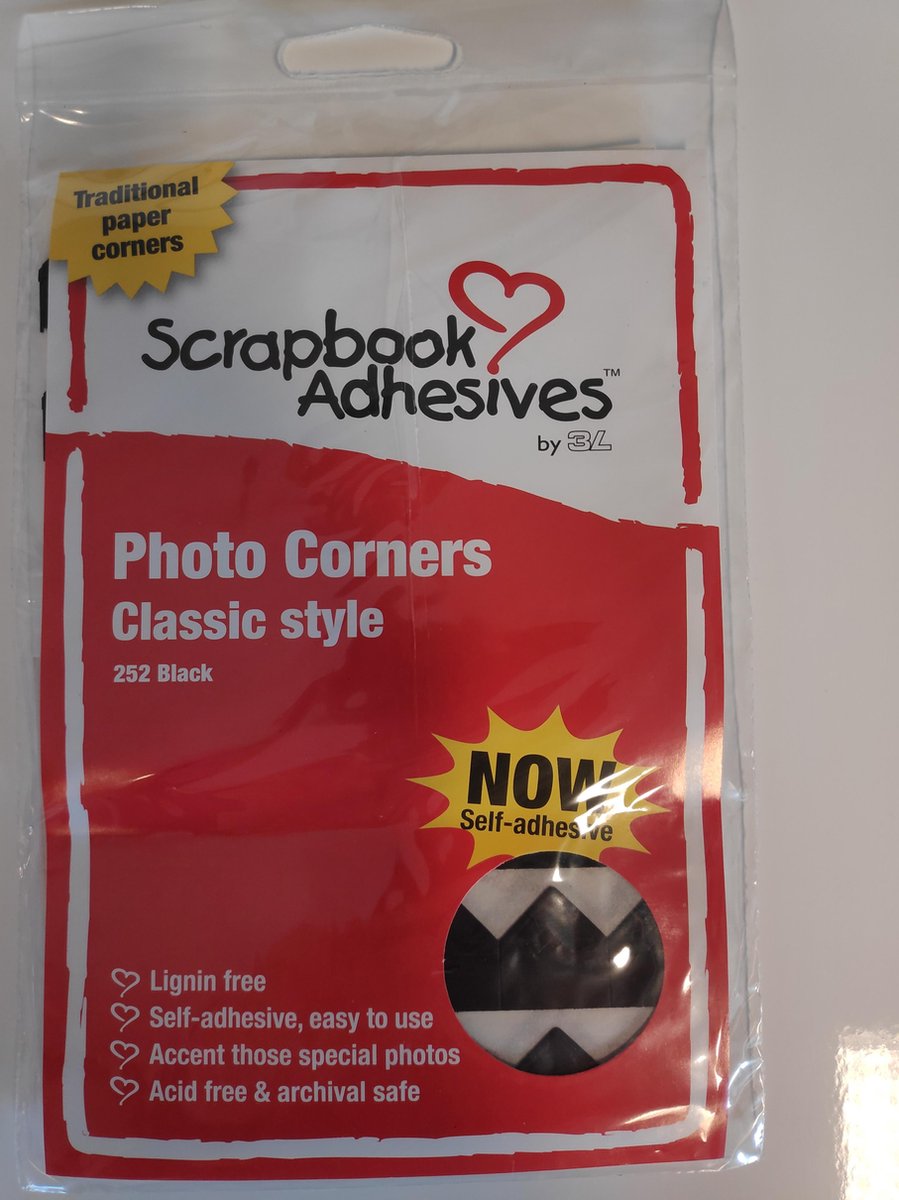 Traditional
paper
corners
Scrapbook
Adhesives™
by 3L
Photo Corners
Classic style
252 Black
NOW
Self-adhesive
Lignin free
Self-adhesive, easy to use
Accent those special photos
Acid free & archival safe